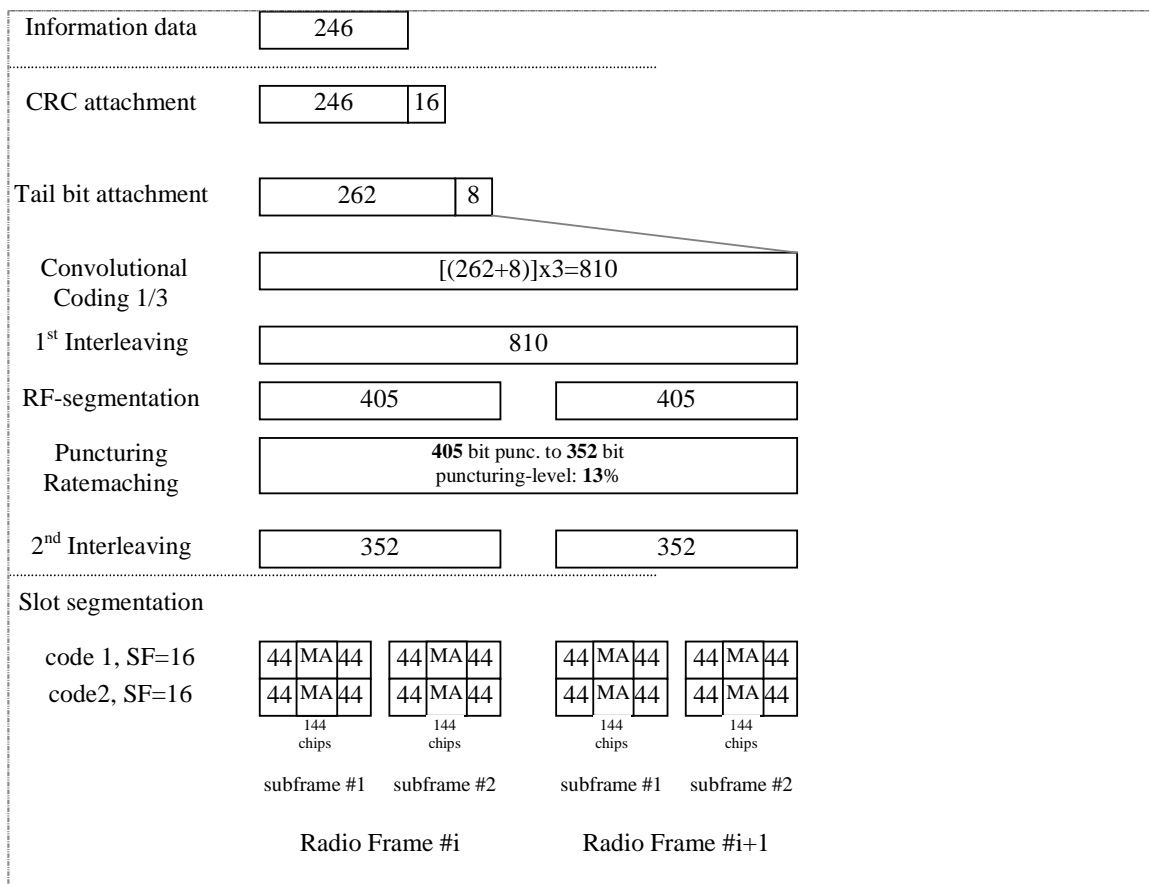 Information data 246
CRC attachment 246 16
Tail bit attachment 262 8
Convolutional
Coding 1/3
[(262+8)]x3=810
1st Interleaving 810
RF-segmentation 405 405
Puncturing
Ratemaching
405 bit punc. to 352 bit
puncturing-level: 13%
2nd Interleaving 352 352
Slot segmentation
code 1, SF=16 44 MA 44 44 MA 44 44 MA 44 44 MA 44
code2, SF=16 44 MA 44 44 MA 44 44 MA 44 44 MA 44
144 144 144 144
chips chips chips chips
subframe #1 subframe #2 subframe #1 subframe #2
Radio Frame #i Radio Frame #i+1